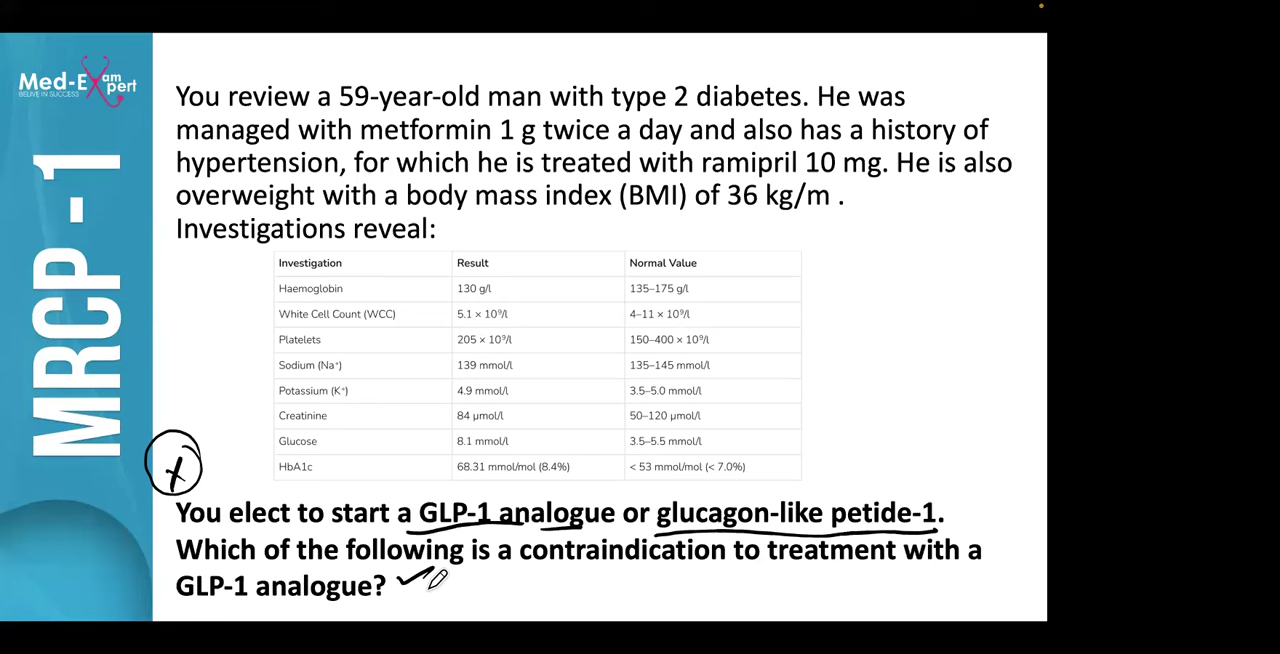 Med-Exam
pert
BELIVE IN SUCCESS
MRCP - 1
You review a 59-year-old man with type 2 diabetes. He was
managed with metformin 1 g twice a day and also has a history of
hypertension, for which he is treated with ramipril 10 mg. He is also
overweight with a body mass index (BMI) of 36 kg/m .
Investigations reveal:
Investigation Result Normal Value
Haemoglobin 130 g/l 135–175 g/l
White Cell Count (WCC) 5.1 × 10⁹/l 4–11 × 10⁹/l
Platelets 205 × 10⁹/l 150–400 × 10⁹/l
Sodium (Na⁺) 139 mmol/l 135–145 mmol/l
Potassium (K⁺) 4.9 mmol/l 3.5–5.0 mmol/l
Creatinine 84 µmol/l 50–120 µmol/l
Glucose 8.1 mmol/l 3.5–5.5 mmol/l
HbA1c 68.31 mmol/mol (8.4%) < 53 mmol/mol (< 7.0%)
You elect to start a GLP-1 analogue or glucagon-like petide-1.
Which of the following is a contraindication to treatment with a
GLP-1 analogue?